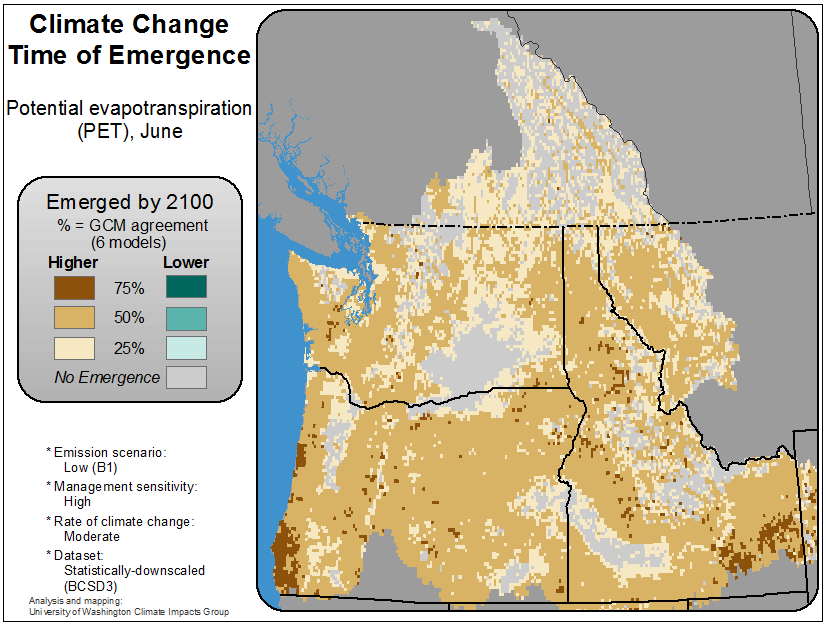 Climate Change
Time of Emergence
Potential evapotranspiration
(PET), June
Emerged by 2100
% = GCM agreement
(6 models)
Higher Lower
75%
50%
25%
No Emergence
* Emission scenario:
Low (B1)
* Management sensitivity:
High
* Rate of climate change:
Moderate
* Dataset:
Statistically-downscaled
(BCSD3)
Analysis and mapping:
University of Washington Climate Impacts Group